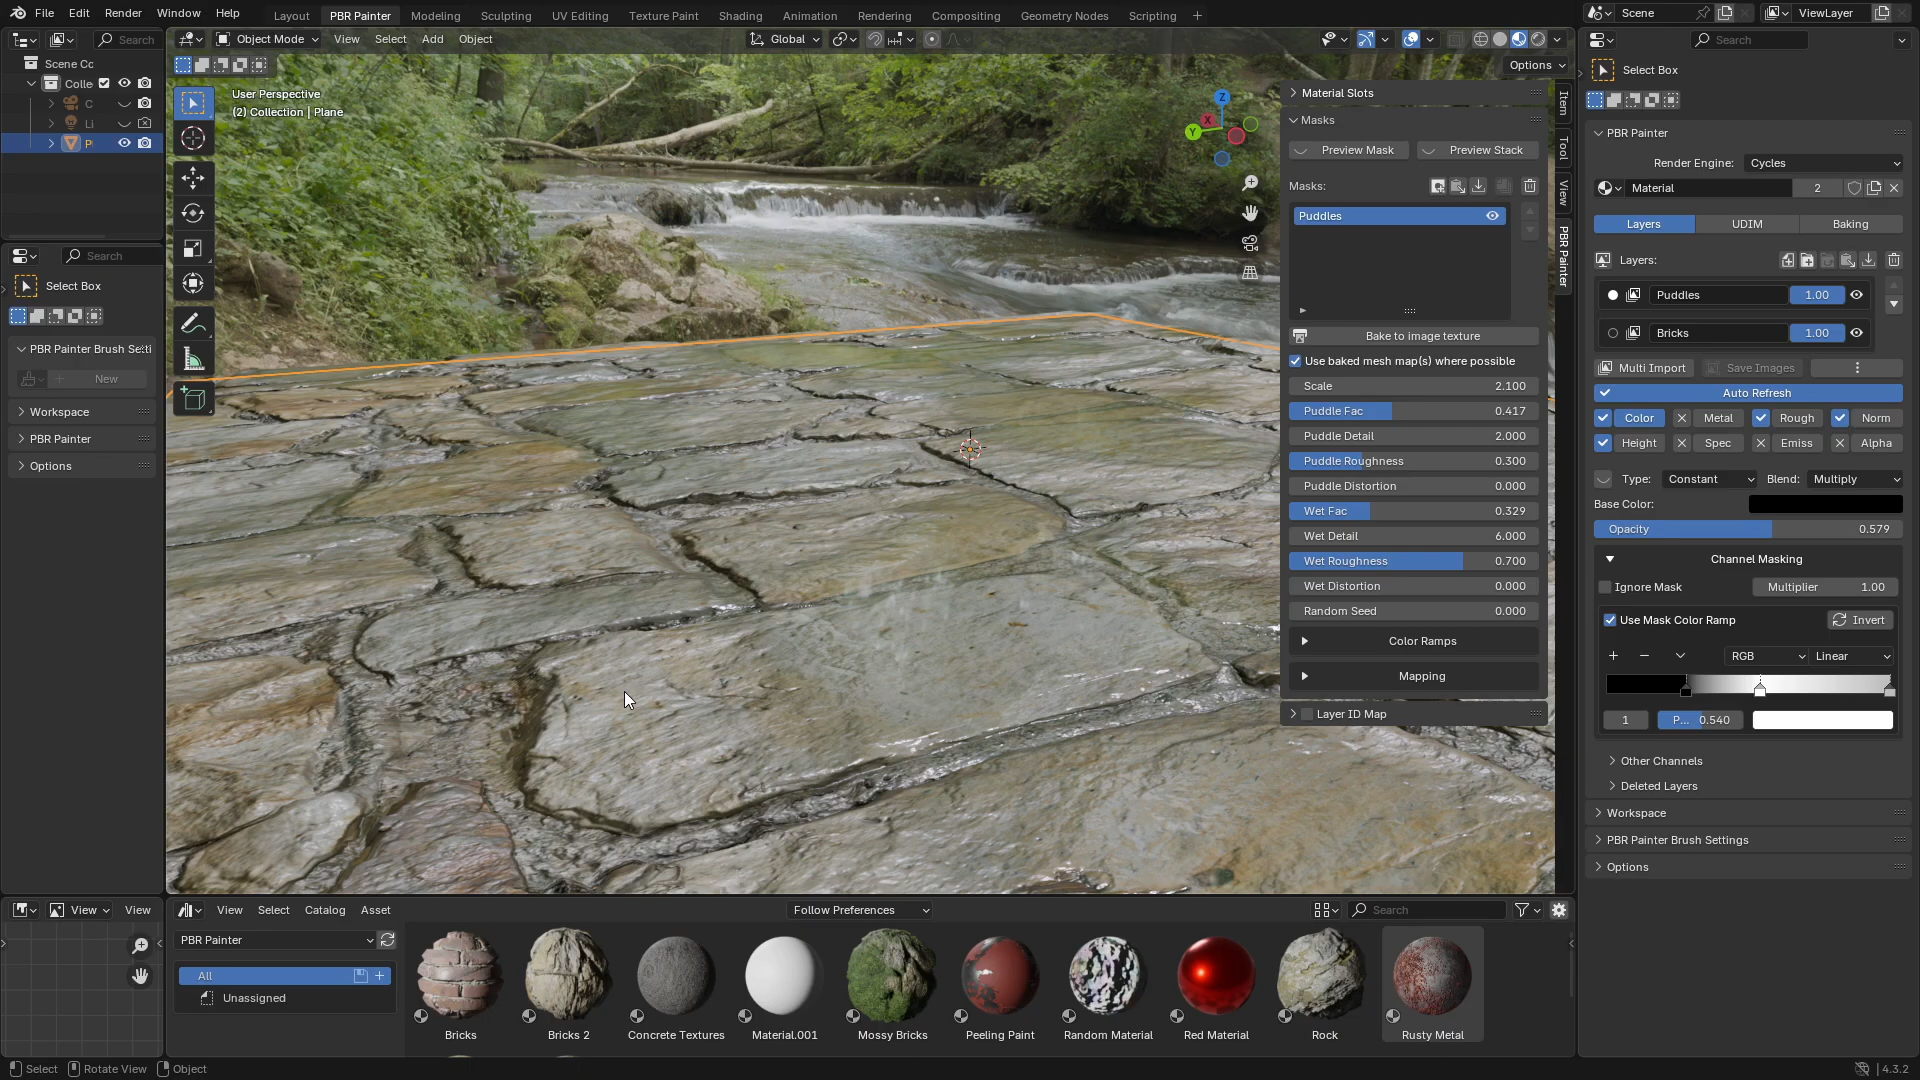 File Edit Render Window Help Layout PBR Painter Modeling Sculpting UV Editing Texture Paint Shading Animation Rendering Compositing Geometry Nodes Scripting + Scene ViewLayer
Search Object Mode View Select Add Object Global Search
Options
Scene Co
Colle
C
Li
Pl
User Perspective
(2) Collection | Plane
Z
X
Y
Search
Select Box
PBR Painter Brush Setti
New
Workspace
PBR Painter
Options
Material Slots
Masks
Preview Mask Preview Stack
Masks:
Puddles
Bake to image texture
Use baked mesh map(s) where possible
Scale 2.100
Puddle Fac 0.417
Puddle Detail 2.000
Puddle Roughness 0.300
Puddle Distortion 0.000
Wet Fac 0.329
Wet Detail 6.000
Wet Roughness 0.700
Wet Distortion 0.000
Random Seed 0.000
Color Ramps
Mapping
Layer ID Map
Item
Tool
View
PBR Painter
Select Box
PBR Painter
Render Engine: Cycles
Material 2
Layers UDIM Baking
Layers:
Puddles 1.00
Bricks 1.00
Multi Import Save Images
Auto Refresh
Color Metal Rough Norm
Height Spec Emiss Alpha
Type: Constant Blend: Multiply
Base Color:
Opacity 0.579
Channel Masking
Ignore Mask Multiplier 1.00
Use Mask Color Ramp Invert
RGB Linear
1 P... 0.540
Other Channels
Deleted Layers
Workspace
PBR Painter Brush Settings
Options
View View
View Select Catalog Asset Follow Preferences Search
PBR Painter
All
Unassigned
Bricks Bricks 2 Concrete Textures Material.001 Mossy Bricks Peeling Paint Random Material Red Material Rock Rusty Metal
Select Rotate View Object 4.3.2